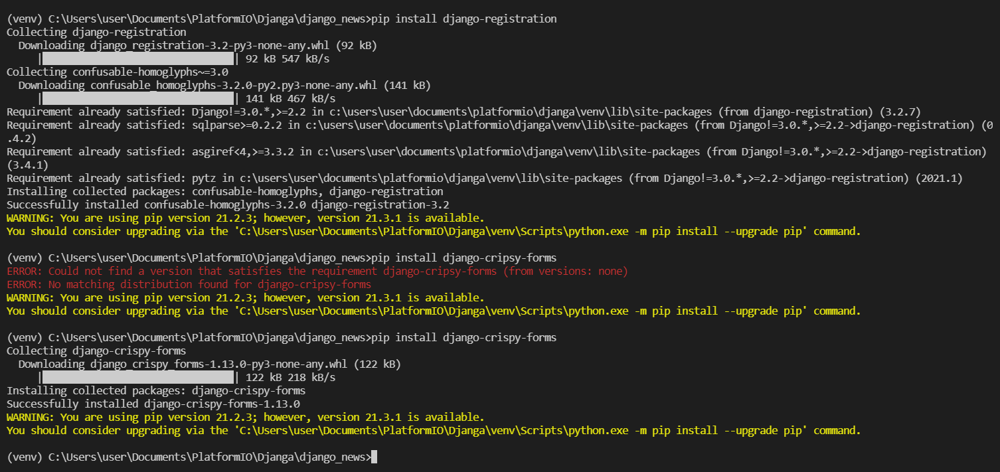 (venv) C:\Users\user\Documents\PlatformIO\Djanga\django_news>pip install django-registration
Collecting django-registration
  Downloading django_registration-3.2-py3-none-any.whl (92 kB)
     |████████████████████████████████| 92 kB 547 kB/s
Collecting confusable-homoglyphs~=3.0
  Downloading confusable_homoglyphs-3.2.0-py2.py3-none-any.whl (141 kB)
     |████████████████████████████████| 141 kB 467 kB/s
Requirement already satisfied: Django!=3.0.*,>=2.2 in c:\users\user\documents\platformio\djanga\venv\lib\site-packages (from django-registration) (3.2.7)
Requirement already satisfied: sqlparse>=0.2.2 in c:\users\user\documents\platformio\djanga\venv\lib\site-packages (from Django!=3.0.*,>=2.2->django-registration) (0
.4.2)
Requirement already satisfied: asgiref<4,>=3.3.2 in c:\users\user\documents\platformio\djanga\venv\lib\site-packages (from Django!=3.0.*,>=2.2->django-registration)
(3.4.1)
Requirement already satisfied: pytz in c:\users\user\documents\platformio\djanga\venv\lib\site-packages (from Django!=3.0.*,>=2.2->django-registration) (2021.1)
Installing collected packages: confusable-homoglyphs, django-registration
Successfully installed confusable-homoglyphs-3.2.0 django-registration-3.2
WARNING: You are using pip version 21.2.3; however, version 21.3.1 is available.
You should consider upgrading via the 'C:\Users\user\Documents\PlatformIO\Djanga\venv\Scripts\python.exe -m pip install --upgrade pip' command.
(venv) C:\Users\user\Documents\PlatformIO\Djanga\django_news>pip install django-cripsy-forms
ERROR: Could not find a version that satisfies the requirement django-cripsy-forms (from versions: none)
ERROR: No matching distribution found for django-cripsy-forms
WARNING: You are using pip version 21.2.3; however, version 21.3.1 is available.
You should consider upgrading via the 'C:\Users\user\Documents\PlatformIO\Djanga\venv\Scripts\python.exe -m pip install --upgrade pip' command.
(venv) C:\Users\user\Documents\PlatformIO\Djanga\django_news>pip install django-crispy-forms
Collecting django-crispy-forms
  Downloading django_crispy_forms-1.13.0-py3-none-any.whl (122 kB)
     |████████████████████████████████| 122 kB 218 kB/s
Installing collected packages: django-crispy-forms
Successfully installed django-crispy-forms-1.13.0
WARNING: You are using pip version 21.2.3; however, version 21.3.1 is available.
You should consider upgrading via the 'C:\Users\user\Documents\PlatformIO\Djanga\venv\Scripts\python.exe -m pip install --upgrade pip' command.
(venv) C:\Users\user\Documents\PlatformIO\Djanga\django_news>